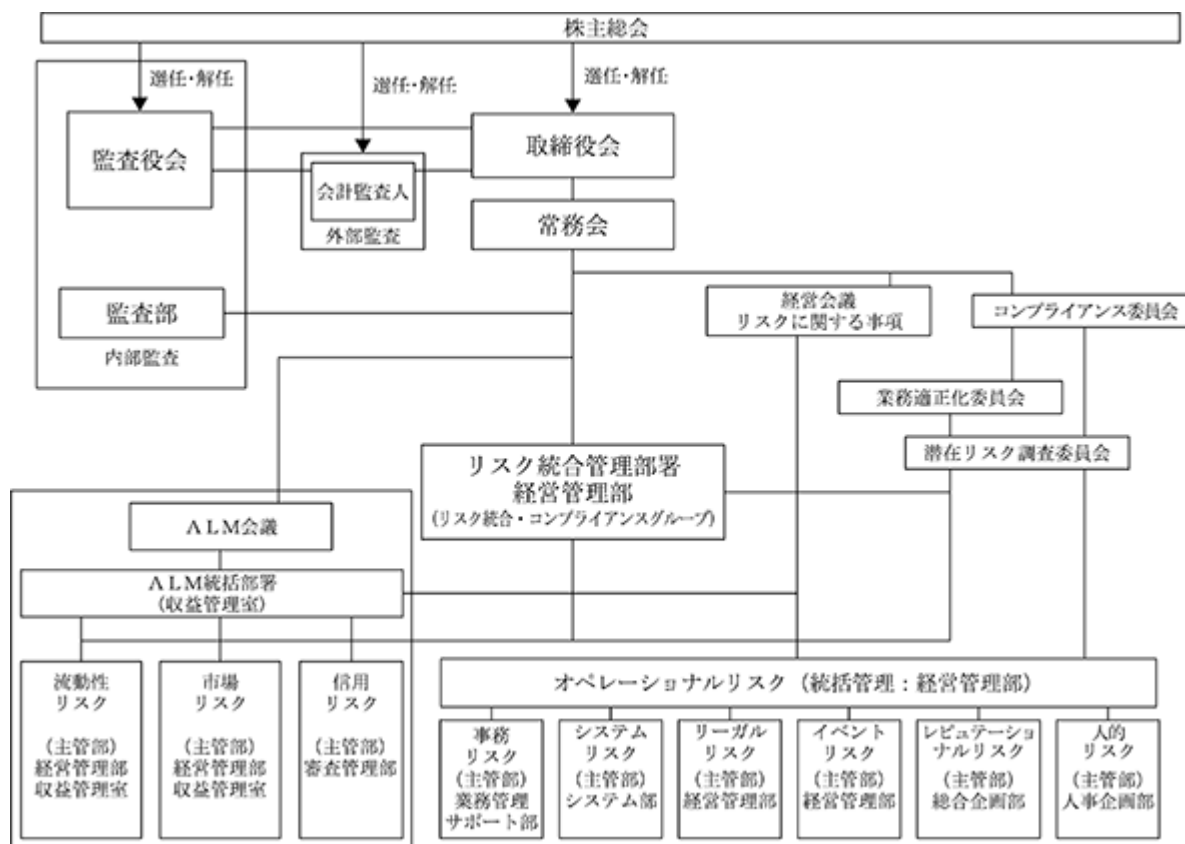 株主総会
選任・解任
選任・解任
選任・解任
監査役会
取締役会
会計監査人
外部監査
常務会
監査部
内部監査
経営会議
リスクに関する事項
コンプライアンス委員会
業務適正化委員会
潜在リスク調査委員会
リスク統合管理部署
経営管理部
(リスク統合・コンプライアンスグループ)
ＡＬＭ会議
ＡＬＭ統括部署
(収益管理室)
流動性
リスク
(主管部)
経営管理部
収益管理室
市場
リスク
(主管部)
経営管理部
収益管理室
信用
リスク
(主管部)
審査管理部
オペレーショナルリスク（統括管理：経営管理部）
事務
リスク
(主管部)
業務管理
サポート部
システム
リスク
(主管部)
システム部
リーガル
リスク
(主管部)
経営管理部
イベント
リスク
(主管部)
経営管理部
レピュテーショ
ナルリスク
(主管部)
総合企画部
人的
リスク
(主管部)
人事企画部